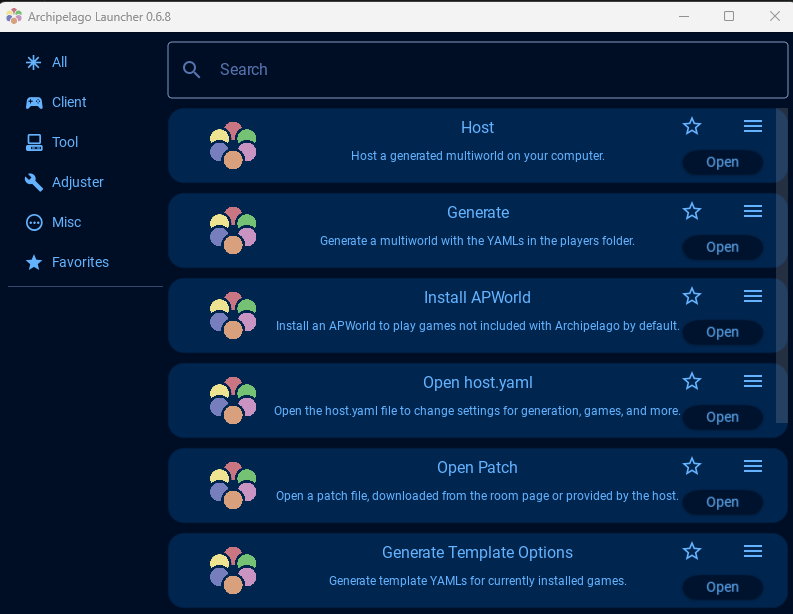 Archipelago Launcher 0.6.8
All
Client
Tool
Adjuster
Misc
Favorites
Search
Host
Host a generated multiworld on your computer.
Open
Generate
Generate a multiworld with the YAMLs in the players folder.
Open
Install APWorld
Install an APWorld to play games not included with Archipelago by default.
Open
Open host.yaml
Open the host.yaml file to change settings for generation, games, and more.
Open
Open Patch
Open a patch file, downloaded from the room page or provided by the host.
Open
Generate Template Options
Generate template YAMLs for currently installed games.
Open